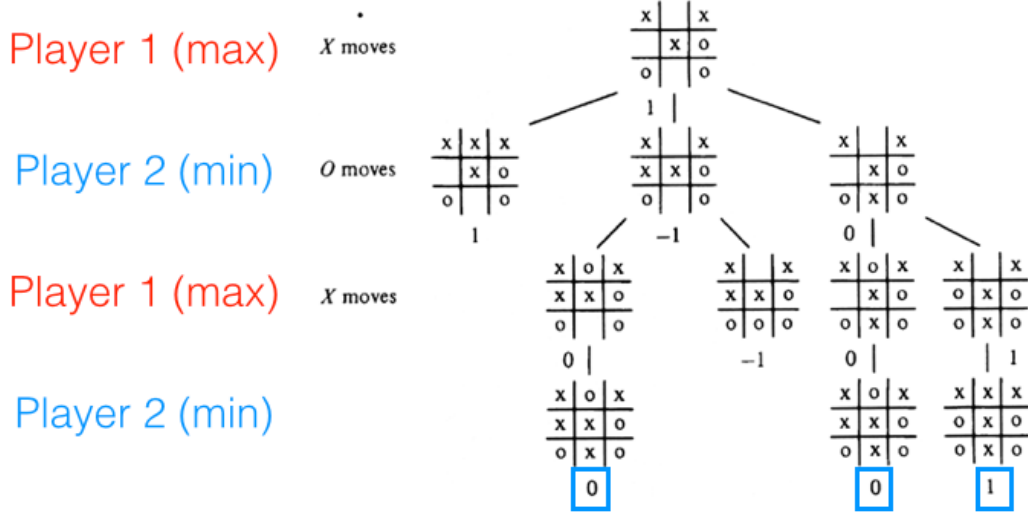 Player 1 (max) X moves
x x
x o
o o
1
Player 2 (min) O moves
x x x
x o
o o
1
x x
x x o
o o
-1
x x
x o
o x o
0
Player 1 (max) X moves
x o x
x x o
o o
0
x x
x x o
o o o
-1
x o x
x o
o x o
0
x x
o x o
o x o
1
Player 2 (min)
x o x
x x o
o x o
0
x o x
x x o
o x o
0
x x x
o x o
o x o
1